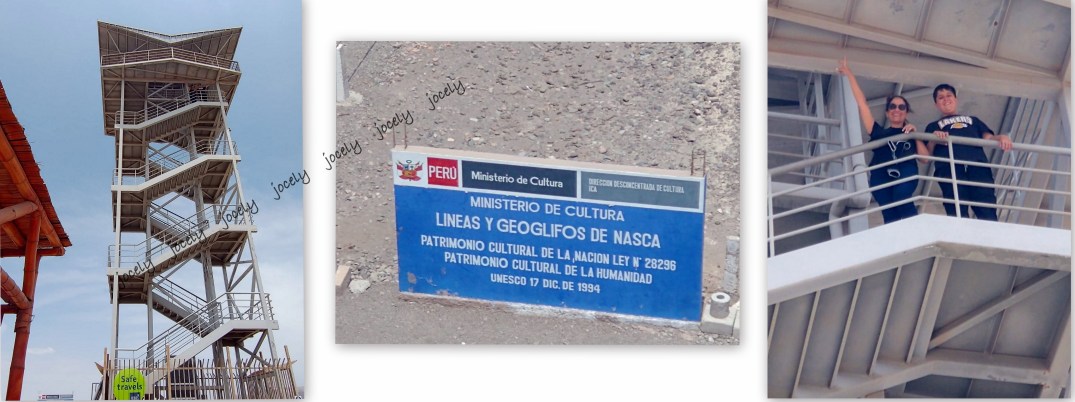 Safe
travels
jocely jocely jocely jocely jocely jocely jocely
PERÚ
Ministerio de Cultura
DIRECCIÓN DESCONCENTRADA DE CULTURA
ICA
MINISTERIO DE CULTURA
LINEAS Y GEOGLIFOS DE NASCA
PATRIMONIO CULTURAL DE LA NACION LEY N° 28296
PATRIMONIO CULTURAL DE LA HUMANIDAD
UNESCO 17 DIC. DE 1994
LAKERS